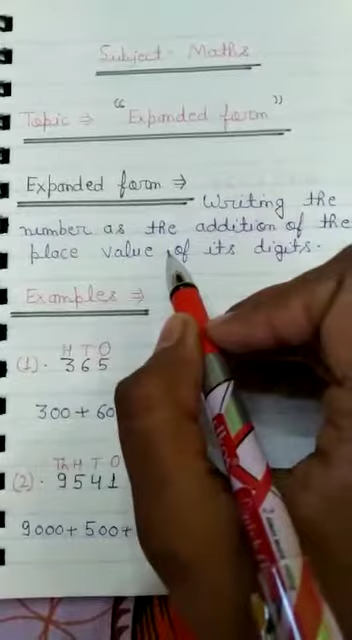 Subject - Maths
Topic ⇒ "Expanded form"
Expanded form ⇒ Writing the
number as the addition of the
place value of its digits.
Examples ⇒
H T O
(1). 365
300 + 60
Th H T O
(2). 9541
9000 + 500 +